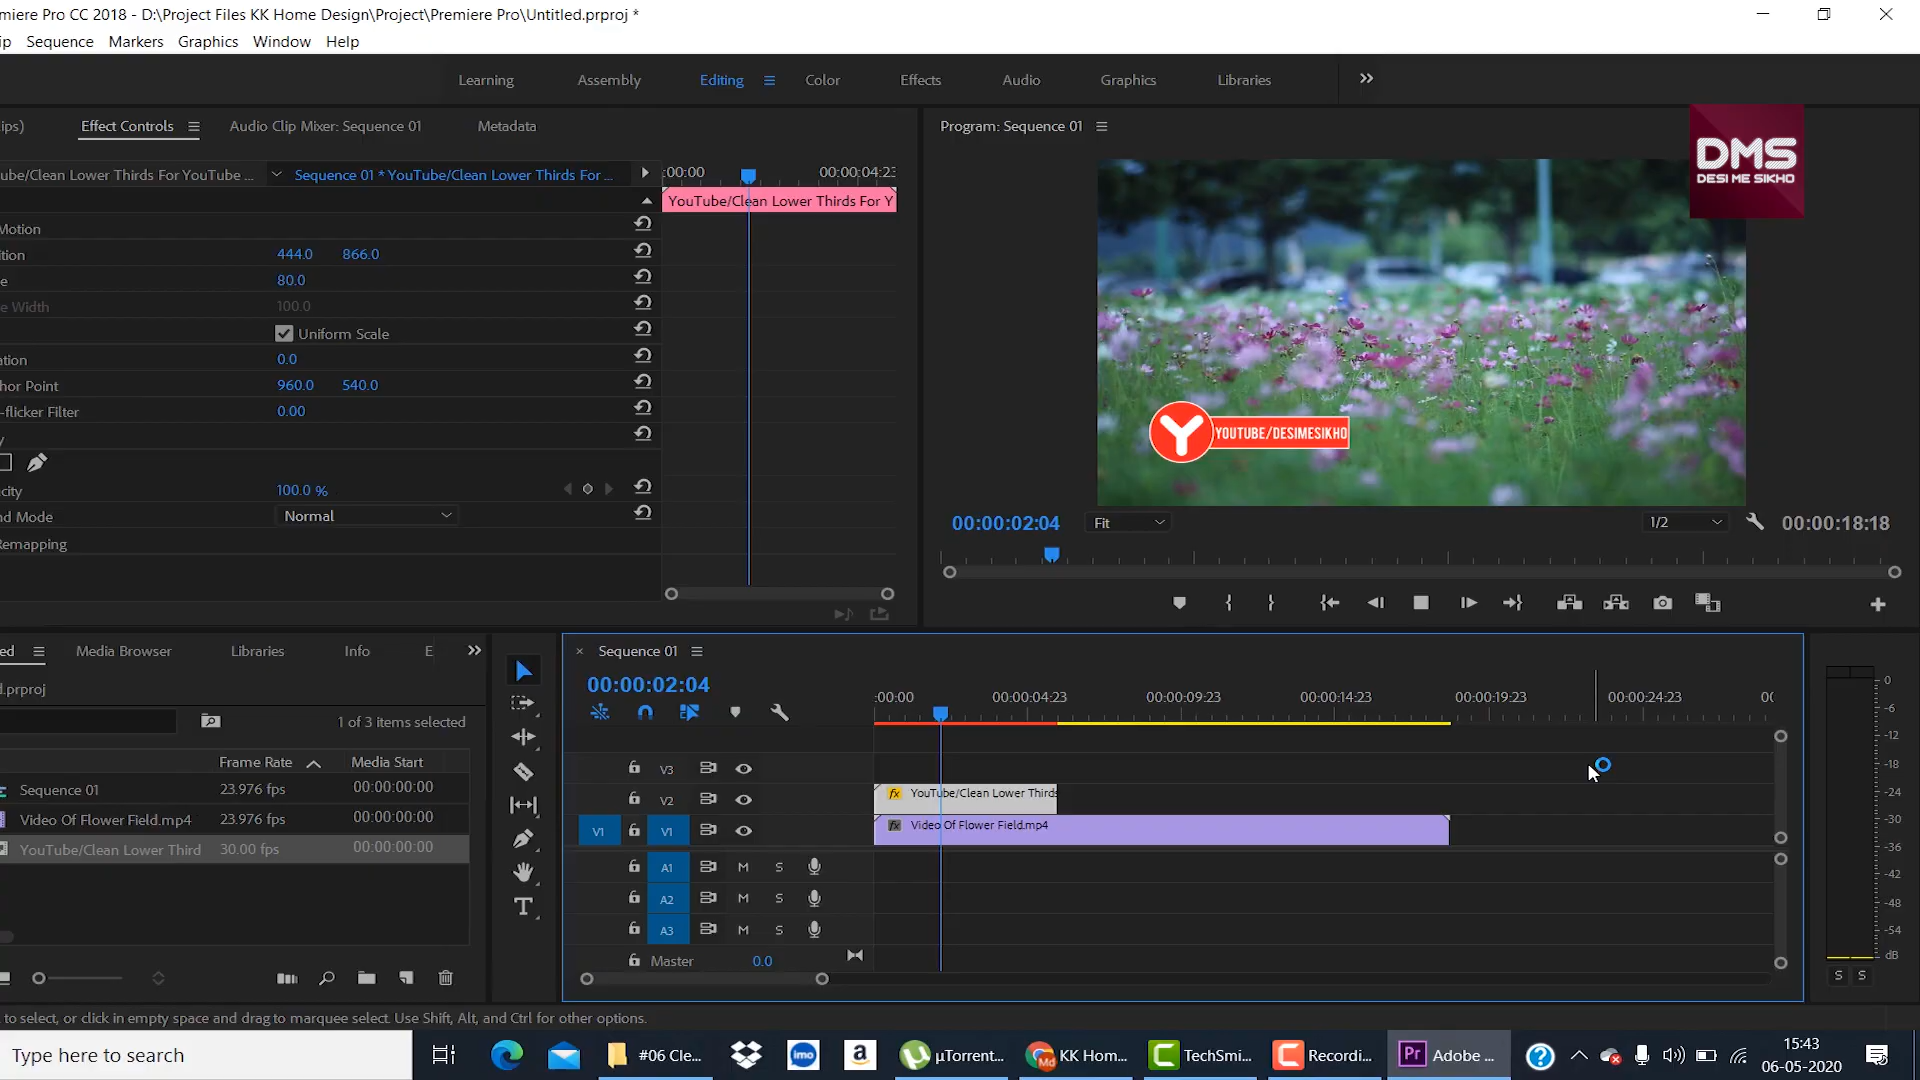 miere Pro CC 2018 - D:\Project Files KK Home Design\Project\Premiere Pro\Untitled.prproj *
ip Sequence Markers Graphics Window Help
Learning Assembly Editing Color Effects Audio Graphics Libraries
ips) Effect Controls Audio Clip Mixer: Sequence 01 Metadata
Program: Sequence 01
DMS
DESI ME SIKHO
ube/Clean Lower Thirds For YouTube ... Sequence 01 * YouTube/Clean Lower Thirds For ...
:00:00 00:00:04:23
YouTube/Clean Lower Thirds For Y
Motion
ition 444.0 866.0
e 80.0
e Width 100.0
Uniform Scale
ation 0.0
hor Point 960.0 540.0
-flicker Filter 0.00
y
city 100.0 %
nd Mode Normal
Remapping
Y YOUTUBE/DESIMESIKHO
00:00:02:04 Fit 1/2 00:00:18:18
ed Media Browser Libraries Info E
d.prproj
1 of 3 items selected
Frame Rate Media Start
Sequence 01 23.976 fps 00:00:00:00
Video Of Flower Field.mp4 23.976 fps 00:00:00:00
YouTube/Clean Lower Third 30.00 fps 00:00:00:00
Sequence 01
00:00:02:04
:00:00 00:00:04:23 00:00:09:23 00:00:14:23 00:00:19:23 00:00:24:23 00
V3
V2 fx YouTube/Clean Lower Thirds
V1 V1 fx Video Of Flower Field.mp4
A1 M S
A2 M S
A3 M S
Master 0.0
0
-6
-12
-18
-24
-30
-36
-42
-48
-54
dB
S S
to select, or click in empty space and drag to marquee select. Use Shift, Alt, and Ctrl for other options.
Type here to search
#06 Cle...
imo
a
µTorrent...
Md KK Hom...
C TechSmi...
C Recordi...
Pr Adobe ...
?
15:43
06-05-2020